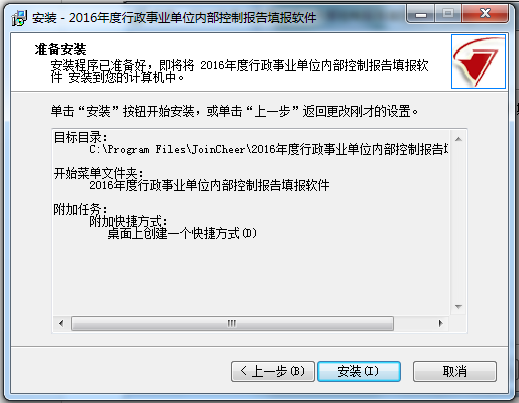 安装 - 2016年度行政事业单位内部控制报告填报软件
准备安装
安装程序已准备好，即将将 2016年度行政事业单位内部控制报告填报软
件 安装到您的计算机中。
单击“安装”按钮开始安装，或单击“上一步”返回更改刚才的设置。
目标目录:
C:\Program Files\JoinCheer\2016年度行政事业单位内部控制报告填
开始菜单文件夹:
2016年度行政事业单位内部控制报告填报软件
附加任务:
附加快捷方式:
桌面上创建一个快捷方式(D)
< 上一步(B)
安装(I)
取消